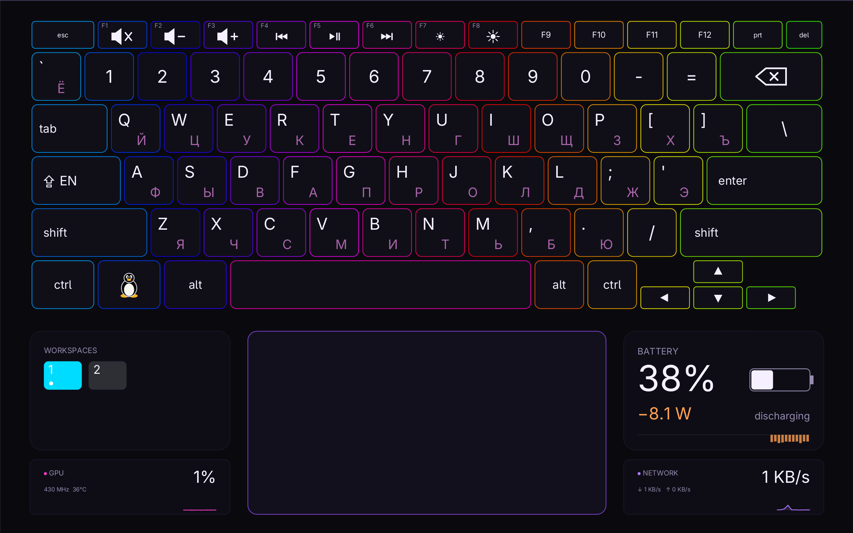 esc F1 x F2 − F3 + F4 F5 F6 F7 F8 F9 F10 F11 F12 prt del
` Ё 1 2 3 4 5 6 7 8 9 0 - =
tab Q Й W Ц E У R К T Е Y Н U Г I Ш O Щ P З [ Х ] Ъ \
EN A Ф S Ы D В F А G П H Р J О K Л L Д ; Ж ' Э enter
shift Z Я X Ч C С V М B И N Т M Ь , Б . Ю / shift
ctrl alt alt ctrl
WORKSPACES
1 2
GPU 1%
430 MHz 36°C
BATTERY
38%
−8.1 W discharging
NETWORK 1 KB/s
↓ 1 KB/s ↑ 0 KB/s